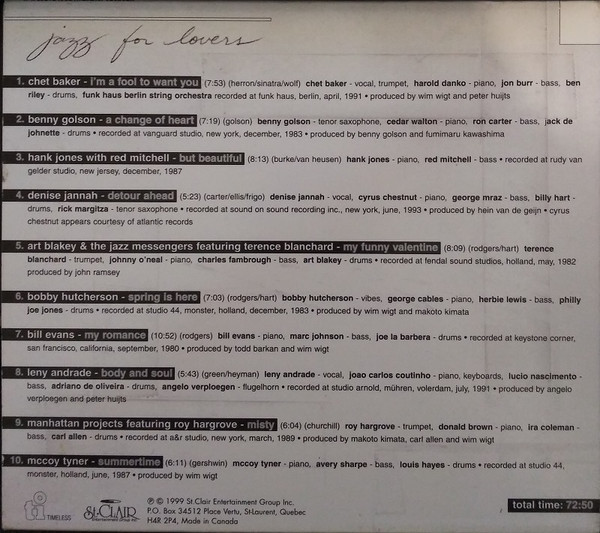 jazz for lovers
1. chet baker - i'm a fool to want you (7:53) (herron/sinatra/wolf) chet baker - vocal, trumpet, harold danko - piano, jon burr - bass, ben
riley - drums, funk haus berlin string orchestra recorded at funk haus, berlin, april, 1991 • produced by wim wigt and peter huijts
2. benny golson - a change of heart (7:19) (golson) benny golson - tenor saxophone, cedar walton - piano, ron carter - bass, jack de
johnette - drums • recorded at vanguard studio, new york, december, 1983 • produced by benny golson and fumimaru kawashima
3. hank jones with red mitchell - but beautiful (8:13) (burke/van heusen) hank jones - piano, red mitchell - bass • recorded at rudy van
gelder studio, new jersey, december, 1987
4. denise jannah - detour ahead (5:23) (carter/ellis/frigo) denise jannah - vocal, cyrus chestnut - piano, george mraz - bass, billy hart -
drums, rick margitza - tenor saxophone • recorded at sound on sound recording inc., new york, june, 1993 • produced by hein van de geijn • cyrus
chestnut appears courtesy of atlantic records
5. art blakey & the jazz messengers featuring terence blanchard - my funny valentine (8:09) (rodgers/hart) terence
blanchard - trumpet, johnny o'neal - piano, charles fambrough - bass, art blakey - drums • recorded at fendal sound studios, holland, may, 1982
produced by john ramsey
6. bobby hutcherson - spring is here (7:03) (rodgers/hart) bobby hutcherson - vibes, george cables - piano, herbie lewis - bass, philly
joe jones - drums • recorded at studio 44, monster, holland, december, 1983 • produced by wim wigt and makoto kimata
7. bill evans - my romance (10:52) (rodgers) bill evans - piano, marc johnson - bass, joe la barbera - drums • recorded at keystone corner,
san francisco, california, september, 1980 • produced by todd barkan and wim wigt
8. leny andrade - body and soul (5:43) (green/heyman) leny andrade - vocal, joao carlos coutinho - piano, keyboards, lucio nascimento -
bass, adriano de oliveira - drums, angelo verploegen - flugelhorn • recorded at studio arnold, mühren, volerdam, july, 1991 • produced by angelo
verploegen and peter huijts
9. manhattan projects featuring roy hargrove - misty (6:04) (churchill) roy hargrove - trumpet, donald brown - piano, ira coleman -
bass, carl allen - drums • recorded at a&r studio, new york, march, 1989 • produced by makoto kimata, carl allen and wim wigt
10. mccoy tyner - summertime (6:11) (gershwin) mccoy tyner - piano, avery sharpe - bass, louis hayes - drums • recorded at studio 44,
monster, holland, june, 1987 • produced by wim wigt
TIMELESS
St. CLAIR
Entertainment Group Inc.
℗ © 1999 St.Clair Entertainment Group Inc.
P.O. Box 34512 Place Vertu, St-Laurent, Quebec
H4R 2P4, Made in Canada
total time: 72:50